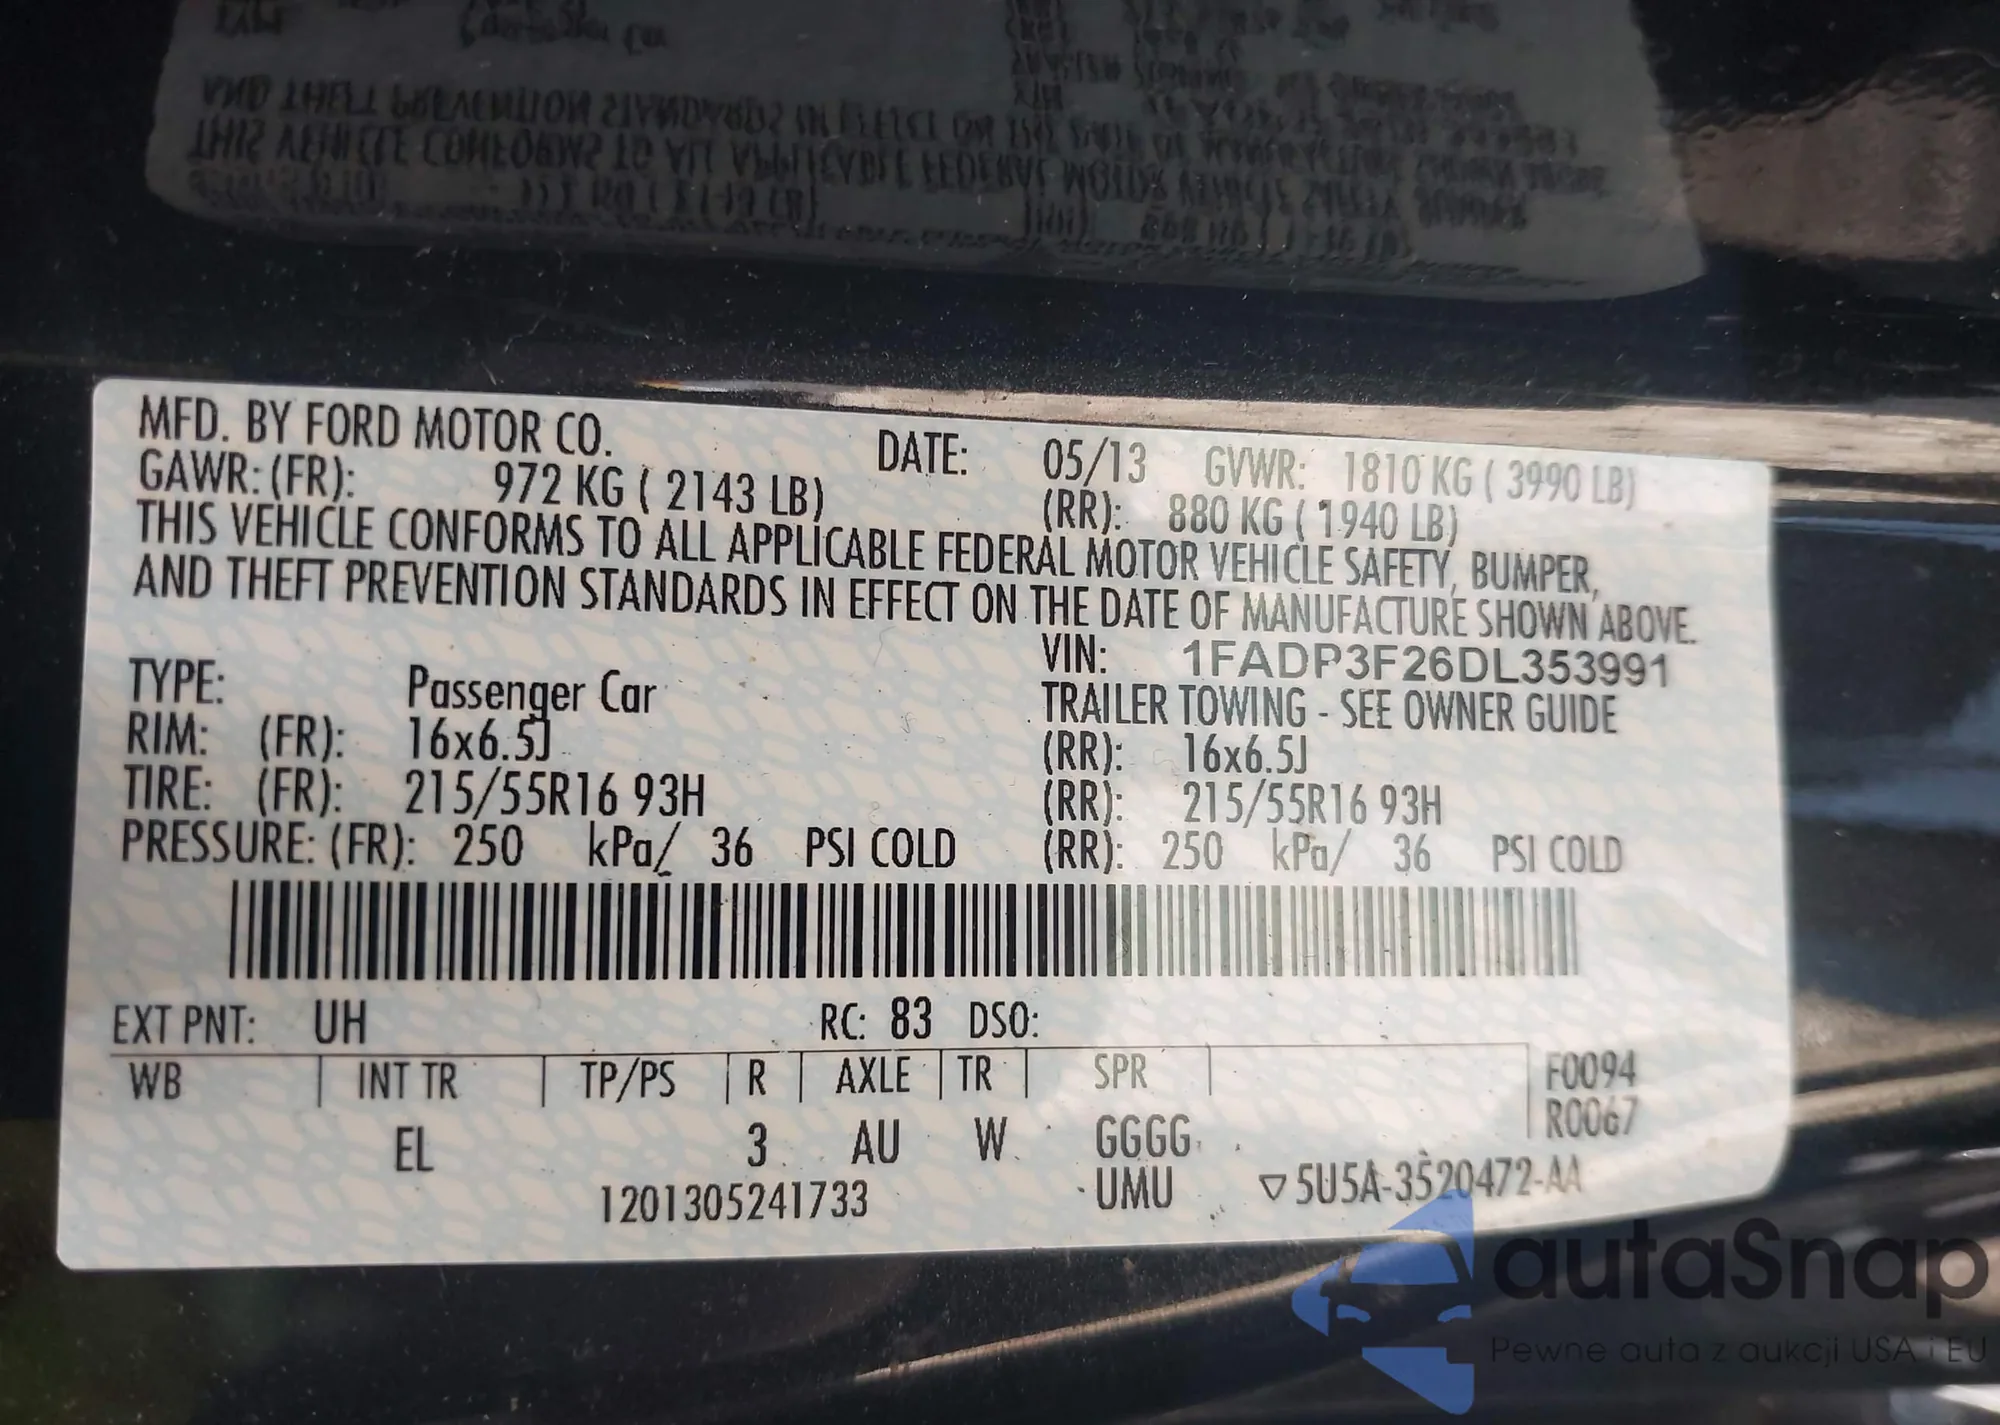 MFD. BY FORD MOTOR CO. DATE: 05/13 GVWR: 1810 KG ( 3990 LB)
GAWR: (FR): 972 KG ( 2143 LB) (RR): 880 KG ( 1940 LB)
THIS VEHICLE CONFORMS TO ALL APPLICABLE FEDERAL MOTOR VEHICLE SAFETY, BUMPER,
AND THEFT PREVENTION STANDARDS IN EFFECT ON THE DATE OF MANUFACTURE SHOWN ABOVE.
VIN: 1FADP3F26DL353991
TYPE: Passenger Car TRAILER TOWING - SEE OWNER GUIDE
RIM: (FR): 16x6.5J (RR): 16x6.5J
TIRE: (FR): 215/55R16 93H (RR): 215/55R16 93H
PRESSURE: (FR): 250 kPa/ 36 PSI COLD (RR): 250 kPa/ 36 PSI COLD
EXT PNT: UH RC: 83 DSO:
WB | INT TR | TP/PS | R | AXLE | TR | SPR | F0094
R0067
EL 3 AU W GGGG
1201305241733 UMU ▽5U5A-3520472-AA
autaSnap
Pewne auta z aukcji USA i EU